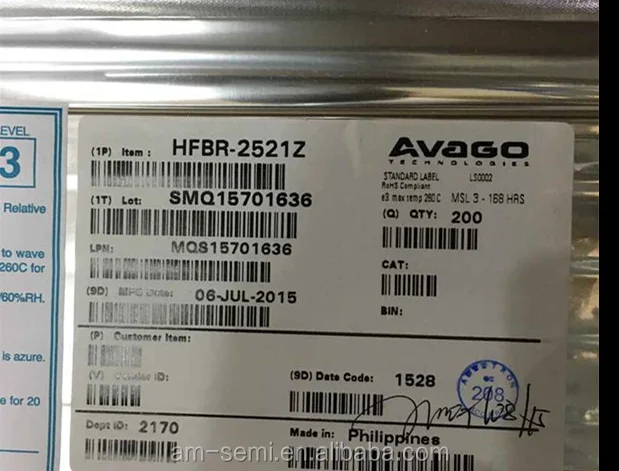 EVEL
3
Relative
to wave
260C for
/60%RH.
is azure.
e for 20
(1P) Item : HFBR-2521Z
(1T) Lot: SMQ15701636
LPN: MQS15701636
(9D) MFG Date: 06-JUL-2015
(P) Customer Item:
(V) Vendor ID:
(9D) Date Code: 1528
Dept ID: 2170
Made in: Philippines
AVAGO
TECHNOLOGIES
STANDARD LABEL LS0002
RoHS Compliant
e3 max temp 260C MSL 3 - 168 HRS
(Q) QTY: 200
CAT:
BIN:
QC
208
am-semi.en.alibaba.com